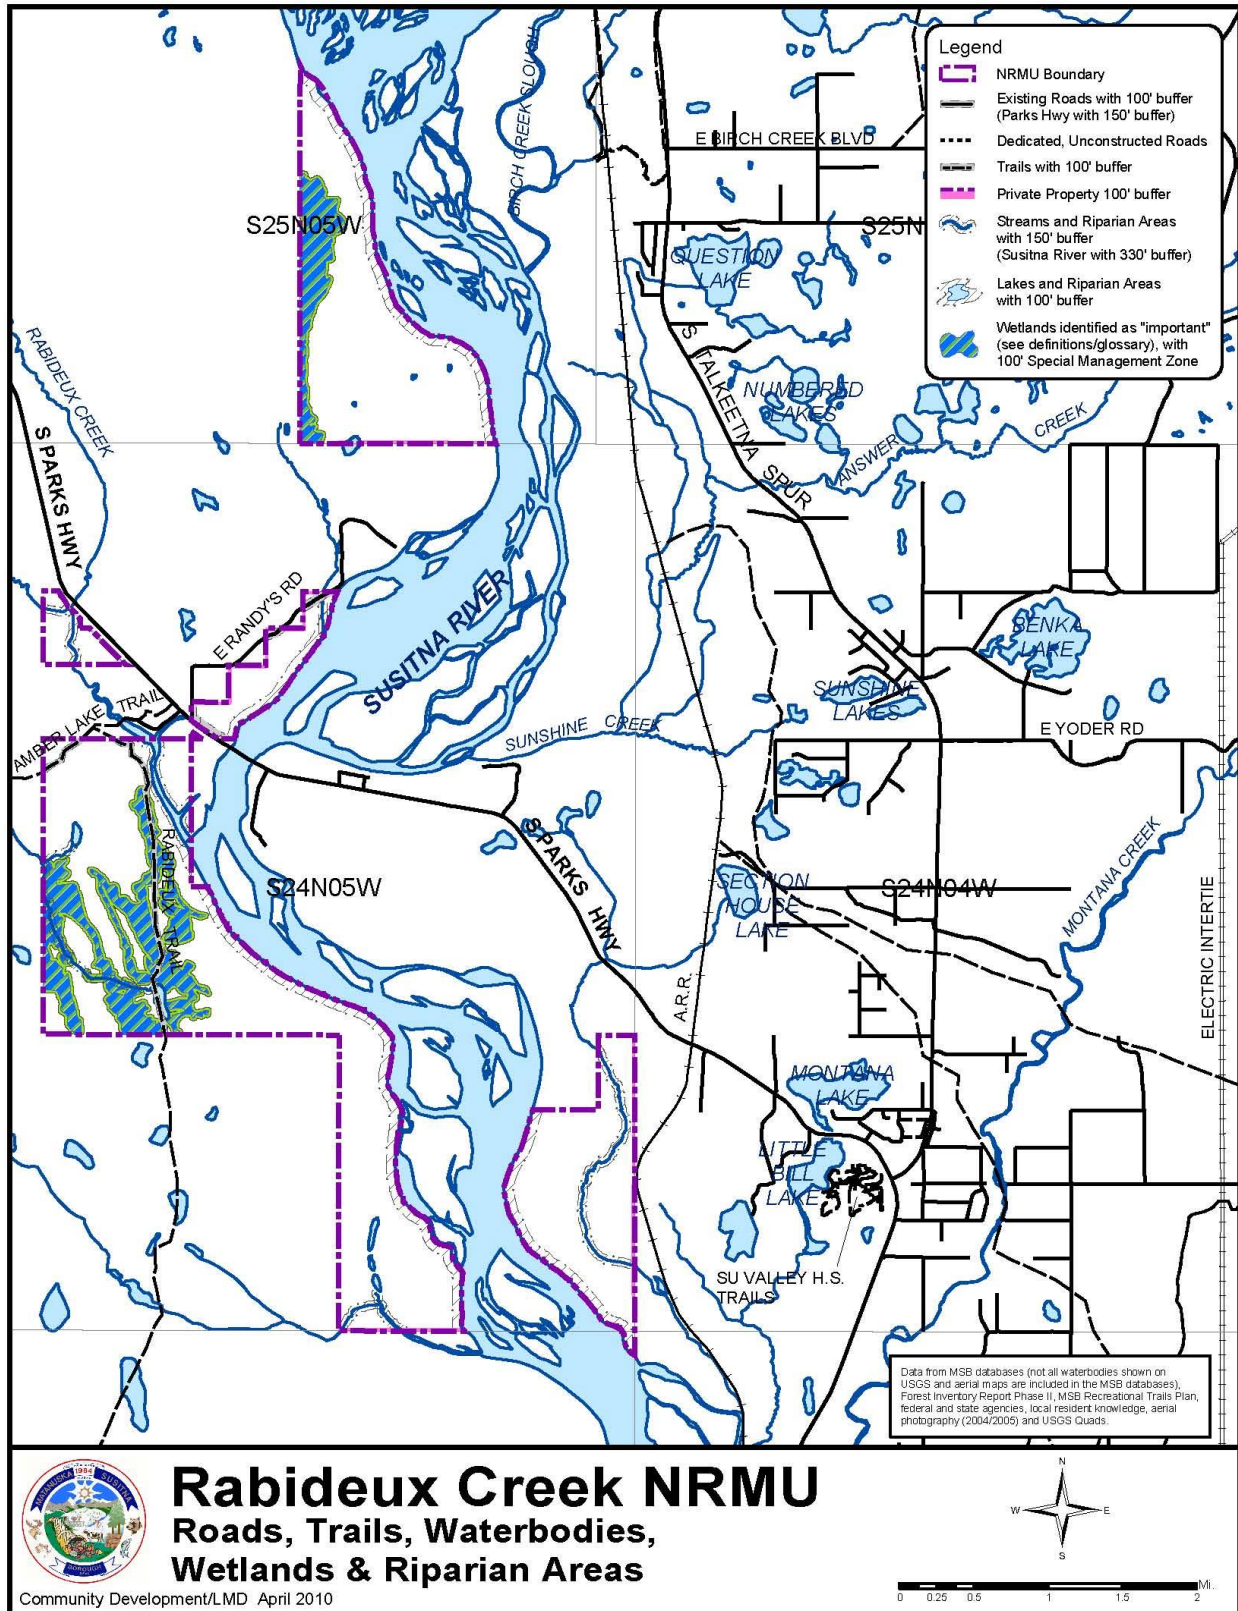 Legend
NRMU Boundary
Existing Roads with 100' buffer
(Parks Hwy with 150' buffer)
Dedicated, Unconstructed Roads
Trails with 100' buffer
Private Property 100' buffer
Streams and Riparian Areas
with 150' buffer
(Susitna River with 330' buffer)
Lakes and Riparian Areas
with 100' buffer
Wetlands identified as "important"
(see definitions/glossary), with
100' Special Management Zone
BIRCH CREEK SLOUGH
E BIRCH CREEK BLVD
S25N05W
S25N
QUESTION
LAKE
RABIDEUX CREEK
S PARKS HWY
S TALKEETNA SPUR
NUMBERED
LAKES
ANSWER CREEK
E RANDY'S RD
SUSITNA RIVER
BENKA
LAKE
SUNSHINE
LAKES
AMBER LAKE TRAIL
SUNSHINE CREEK
E YODER RD
RABIDEUX TRAIL
S PARKS HWY
S24N05W
SECTION
HOUSE
LAKE
S24N04W
MONTANA CREEK
ELECTRIC INTERTIE
A.R.R.
MONTANA
LAKE
LITTLE
BILL
LAKE
SU VALLEY H.S.
TRAILS
Data from MSB databases (not all waterbodies shown on
USGS and aerial maps are included in the MSB databases),
Forest Inventory Report Phase II, MSB Recreational Trails Plan,
federal and state agencies, local resident knowledge, aerial
photography (2004/2005) and USGS Quads.
MATANUSKA 1964 SUSITNA
BOROUGH
Rabideux Creek NRMU
Roads, Trails, Waterbodies,
Wetlands & Riparian Areas
Community Development/LMD April 2010
N
W E
S
0 0.25 0.5 1 1.5 2 Mi.